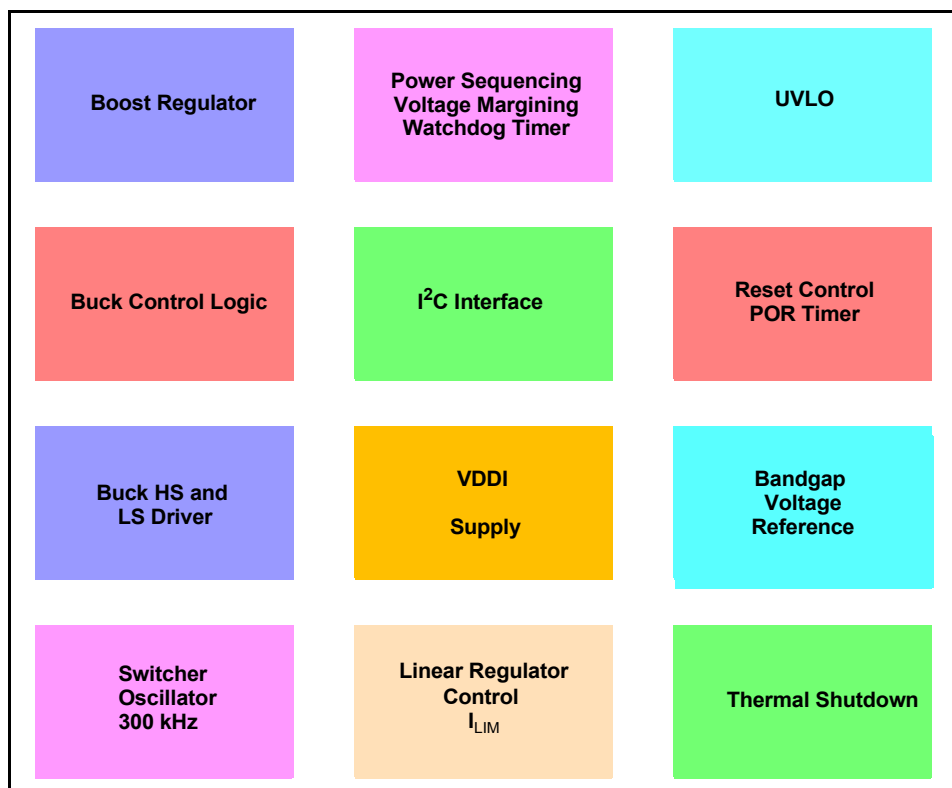 Boost Regulator
Power Sequencing
Voltage Margining
Watchdog Timer
UVLO
Buck Control Logic
I²C Interface
Reset Control
POR Timer
Buck HS and
LS Driver
VDDI
Supply
Bandgap
Voltage
Reference
Switcher
Oscillator
300 kHz
Linear Regulator
Control
I_LIM
Thermal Shutdown